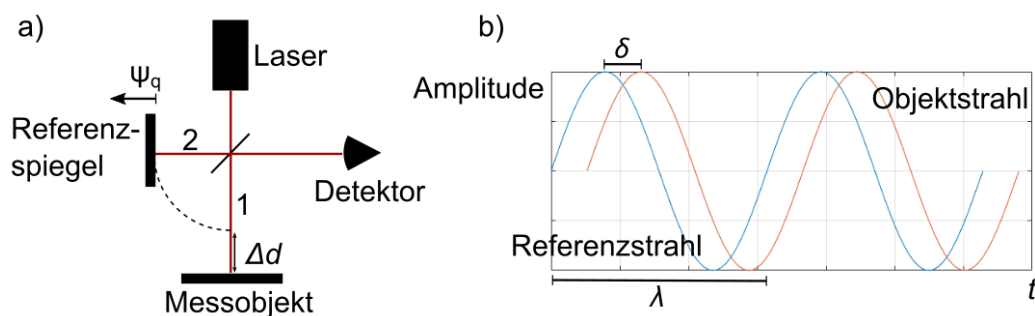 a)
Laser
Ψq
Referenz-
spiegel
2
1
Detektor
Δd
Messobjekt
b)
δ
Amplitude
Objektstrahl
Referenzstrahl
λ
t